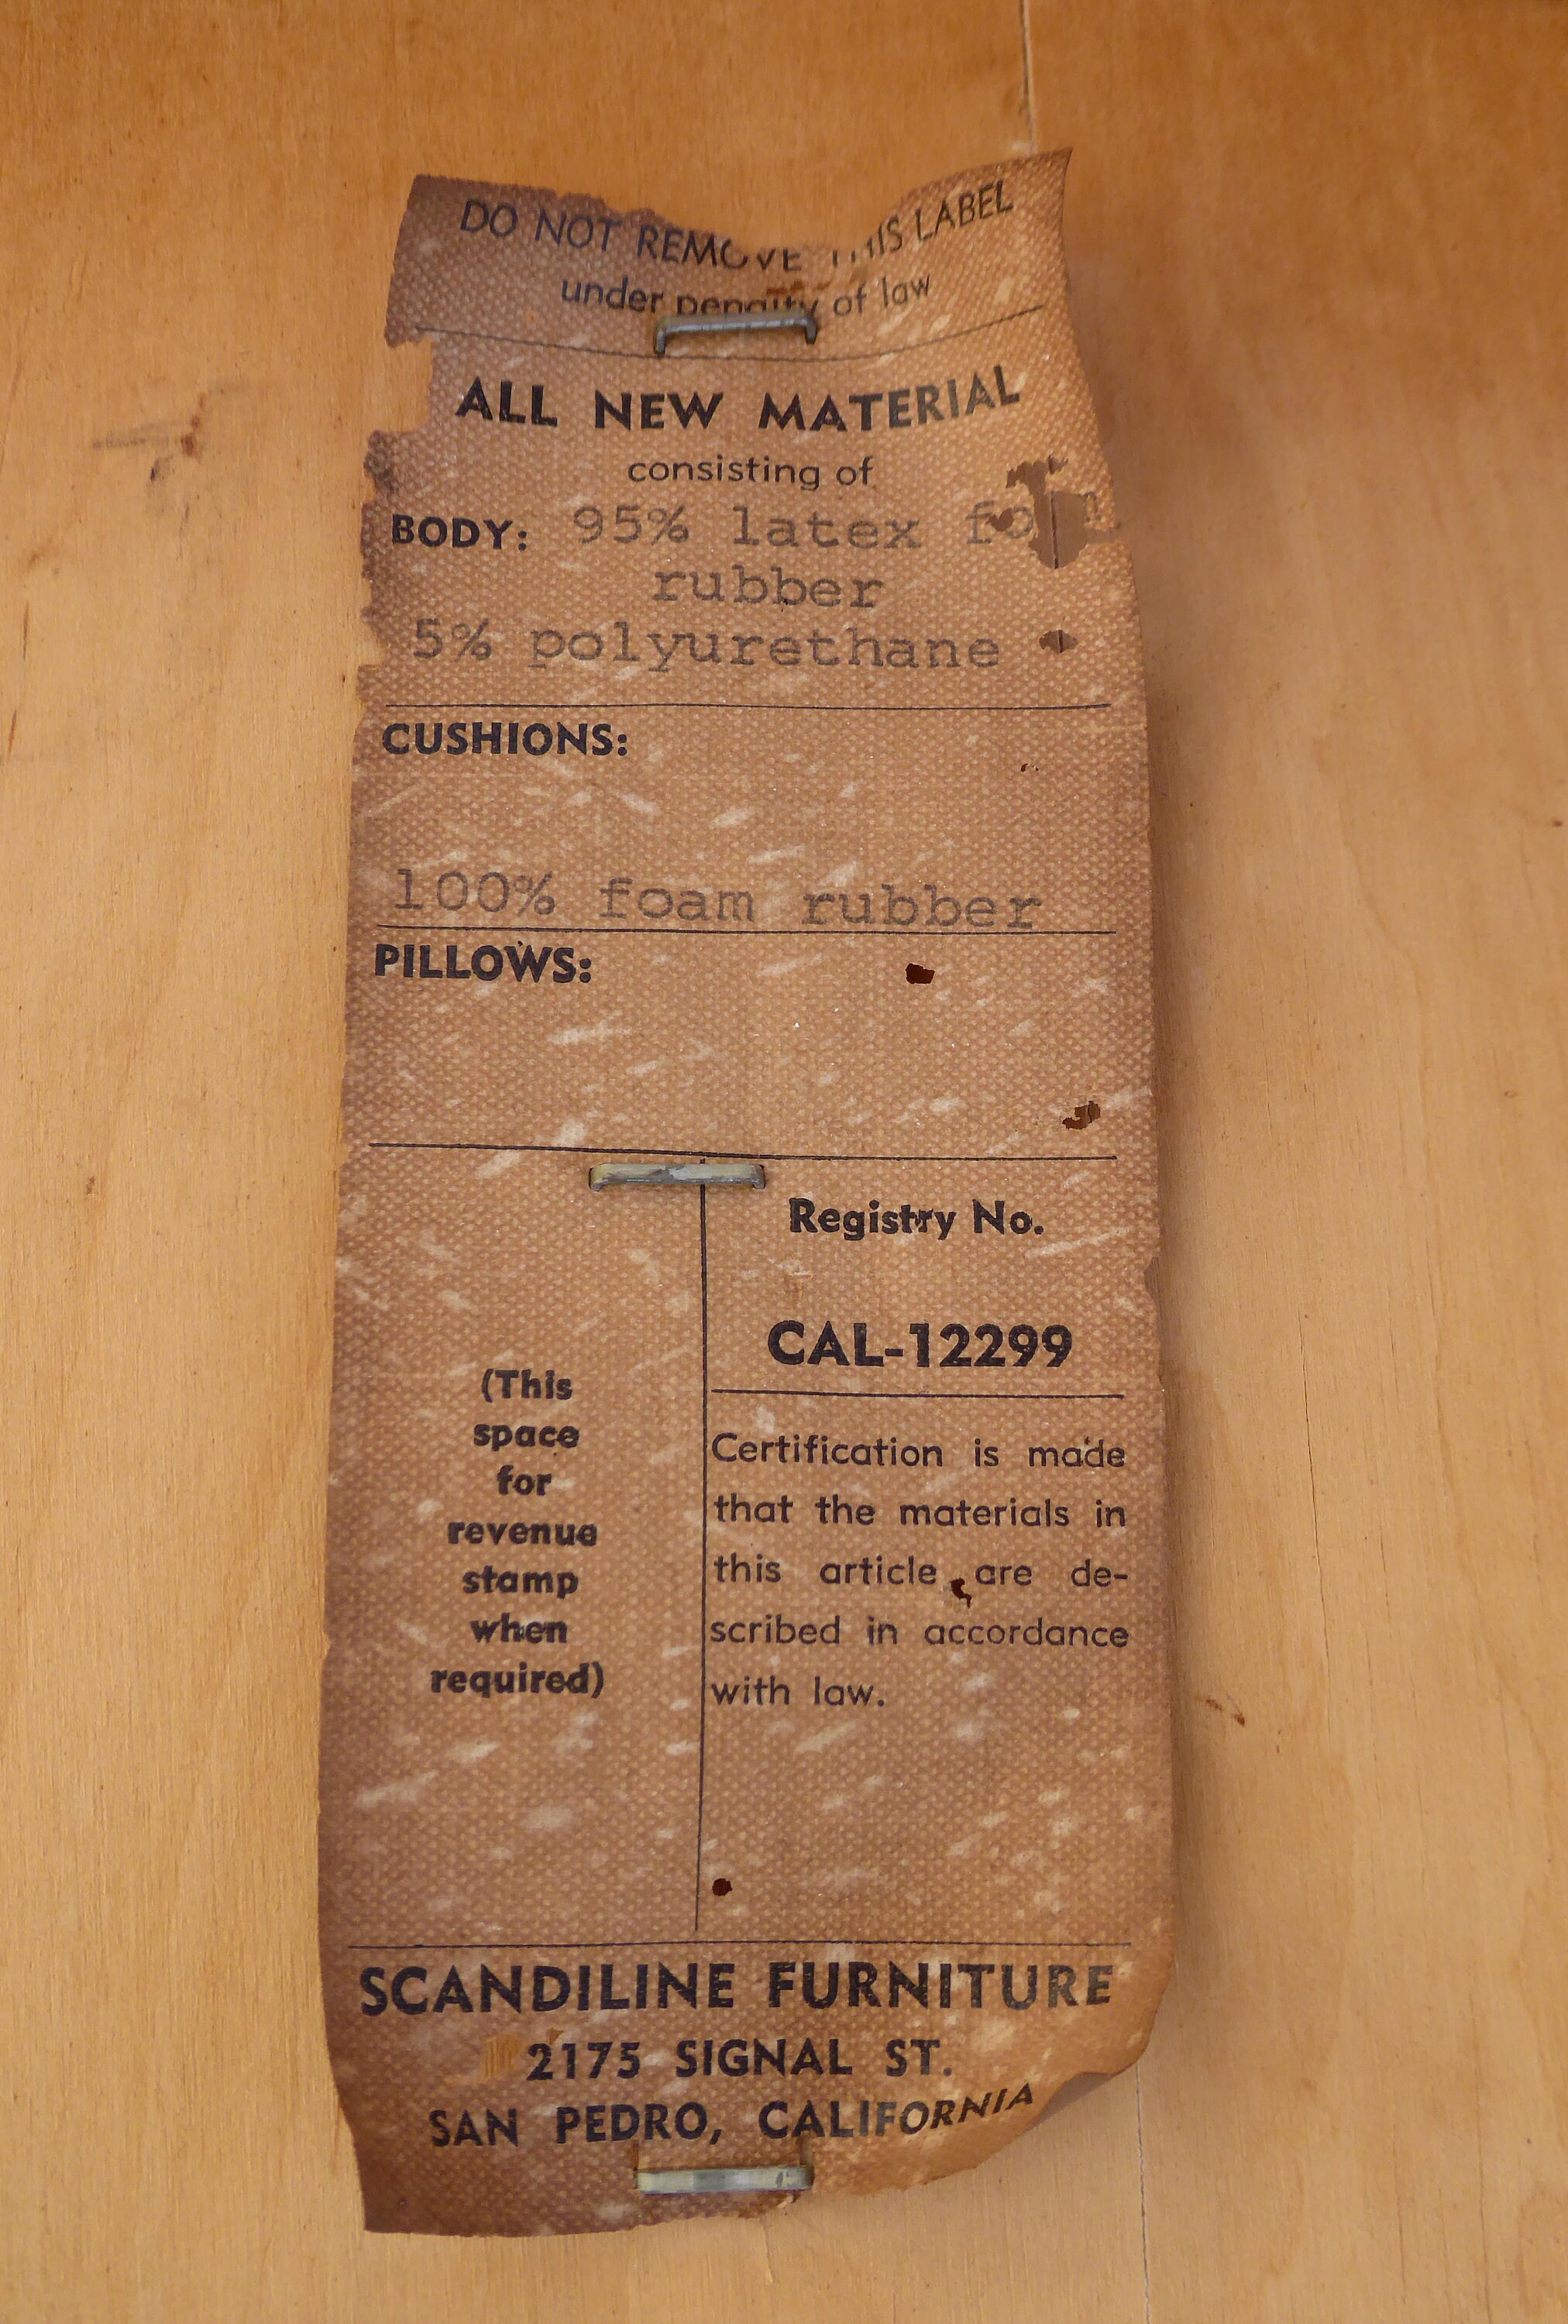 DO NOT REMOVE THIS LABEL
under penalty of law
ALL NEW MATERIAL
consisting of
BODY: 95% latex foam
rubber
5% polyurethane
CUSHIONS:
100% foam rubber
PILLOWS:
(This
space
for
revenue
stamp
when
required)
Registry No.
CAL-12299
Certification is made
that the materials in
this article are de-
scribed in accordance
with law.
SCANDILINE FURNITURE
2175 SIGNAL ST.
SAN PEDRO, CALIFORNIA